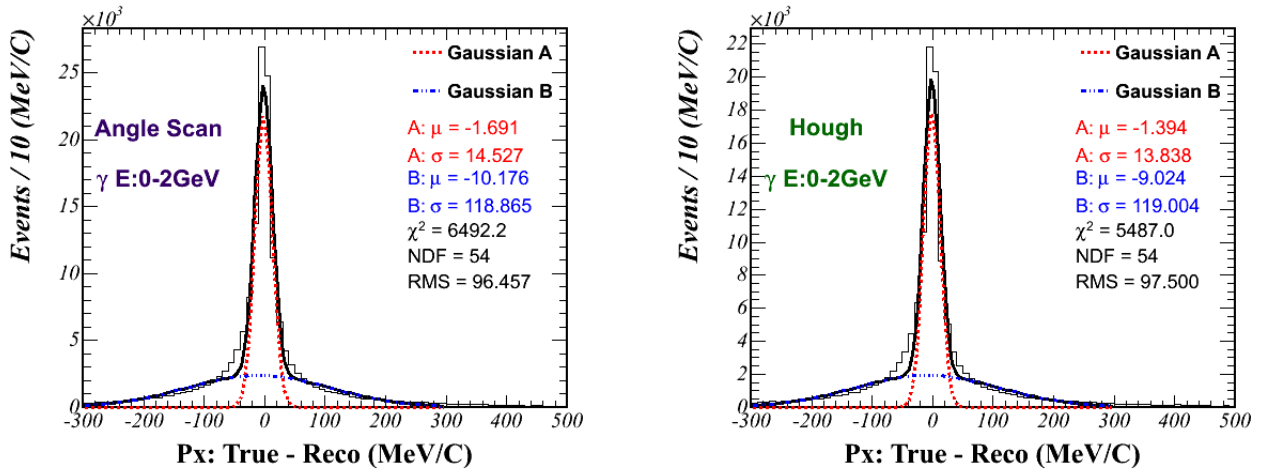 ×10³
Events / 10 (MeV/C)
25
20
15
10
5
0
-300 -200 -100 0 100 200 300 400 500
Px: True - Reco (MeV/C)
Angle Scan
γ E:0-2GeV
Gaussian A
Gaussian B
A: μ = -1.691
A: σ = 14.527
B: μ = -10.176
B: σ = 118.865
χ² = 6492.2
NDF = 54
RMS = 96.457
×10³
Events / 10 (MeV/C)
22
20
18
16
14
12
10
8
6
4
2
0
-300 -200 -100 0 100 200 300 400 500
Px: True - Reco (MeV/C)
Hough
γ E:0-2GeV
Gaussian A
Gaussian B
A: μ = -1.394
A: σ = 13.838
B: μ = -9.024
B: σ = 119.004
χ² = 5487.0
NDF = 54
RMS = 97.500